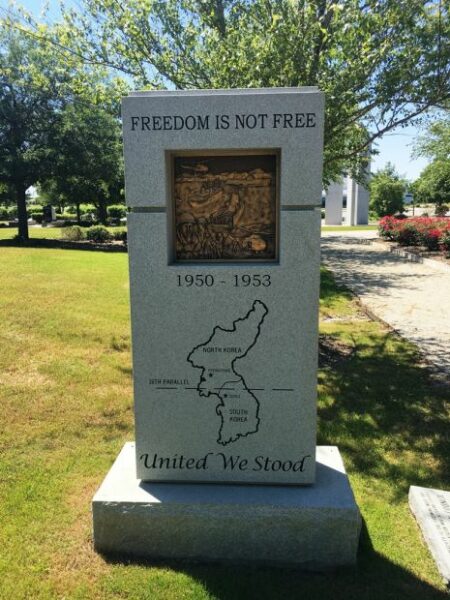 FREEDOM IS NOT FREE
1950 - 1953
NORTH KOREA
38TH PARALLEL
SOUTH
KOREA
United We Stood